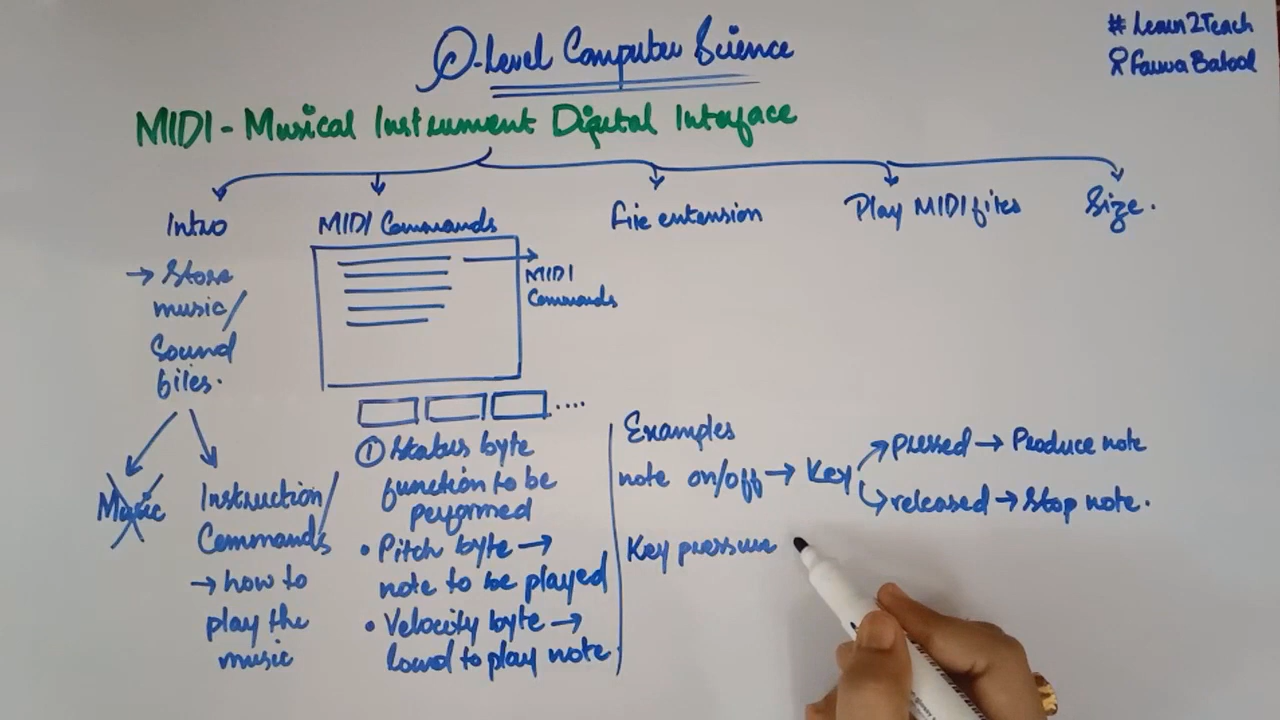 O-Level Computer Science
# Learn2Teach
Farwa Batool
MIDI - Musical Instrument Digital Interface
Intro
MIDI Commands
File extension
Play MIDI files
Size.
→ Store
music/
Sound
files.
Music
Instruction/
Commands
→ how to
play the
music
MIDI
Commands
....
① Status byte
function to be
performed
• Pitch byte →
note to be played
• Velocity byte →
Loud to play note
Examples
note on/off → Key
pressed → Produce note
released → Stop note.
Key pressure